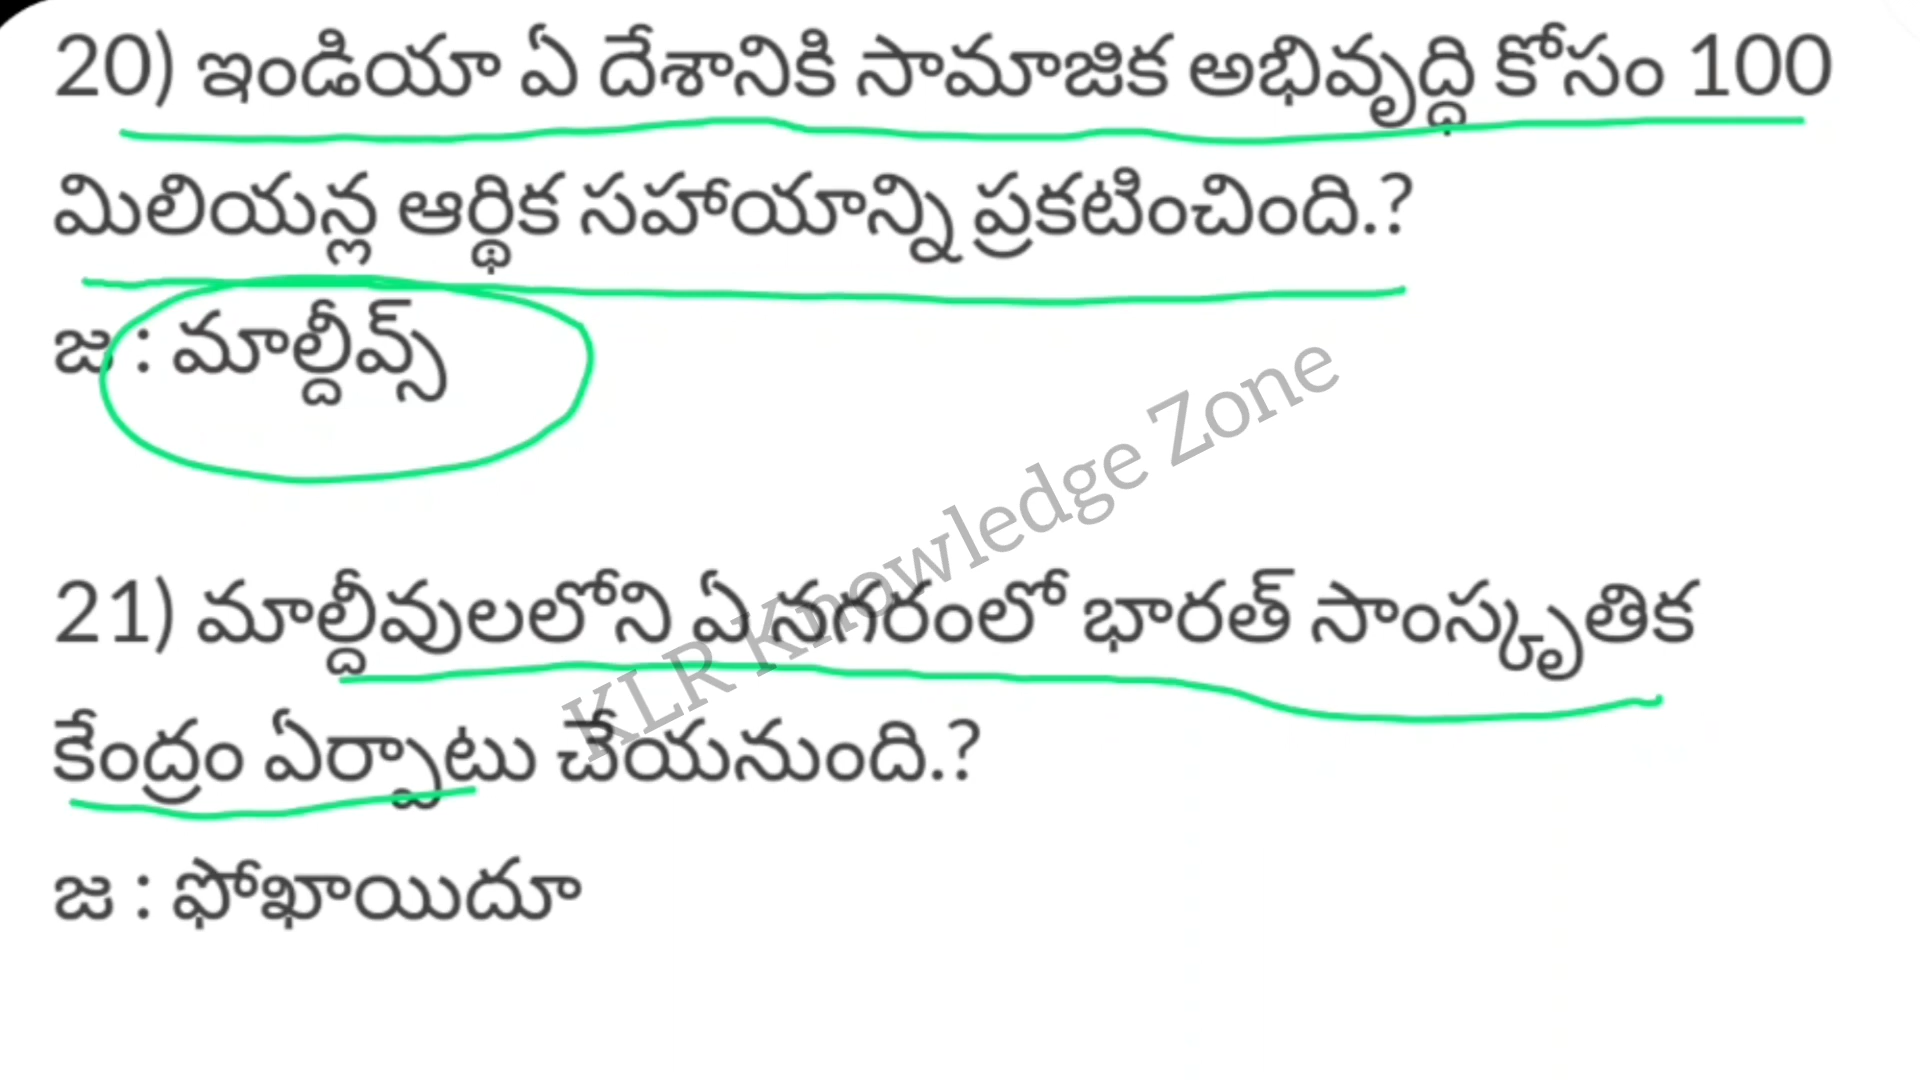 20) ఇండియా ఏ దేశానికి సామాజిక అభివృద్ధి కోసం 100
మిలియన్ల ఆర్థిక సహాయాన్ని ప్రకటించింది.?
జ : మాల్దీవ్స్
KLR Knowledge Zone
21) మాల్దీవులలోని ఏ నగరంలో భారత్ సాంస్కృతిక
కేంద్రం ఏర్పాటు చేయనుంది.?
జ : ఫోఖాయిదూ